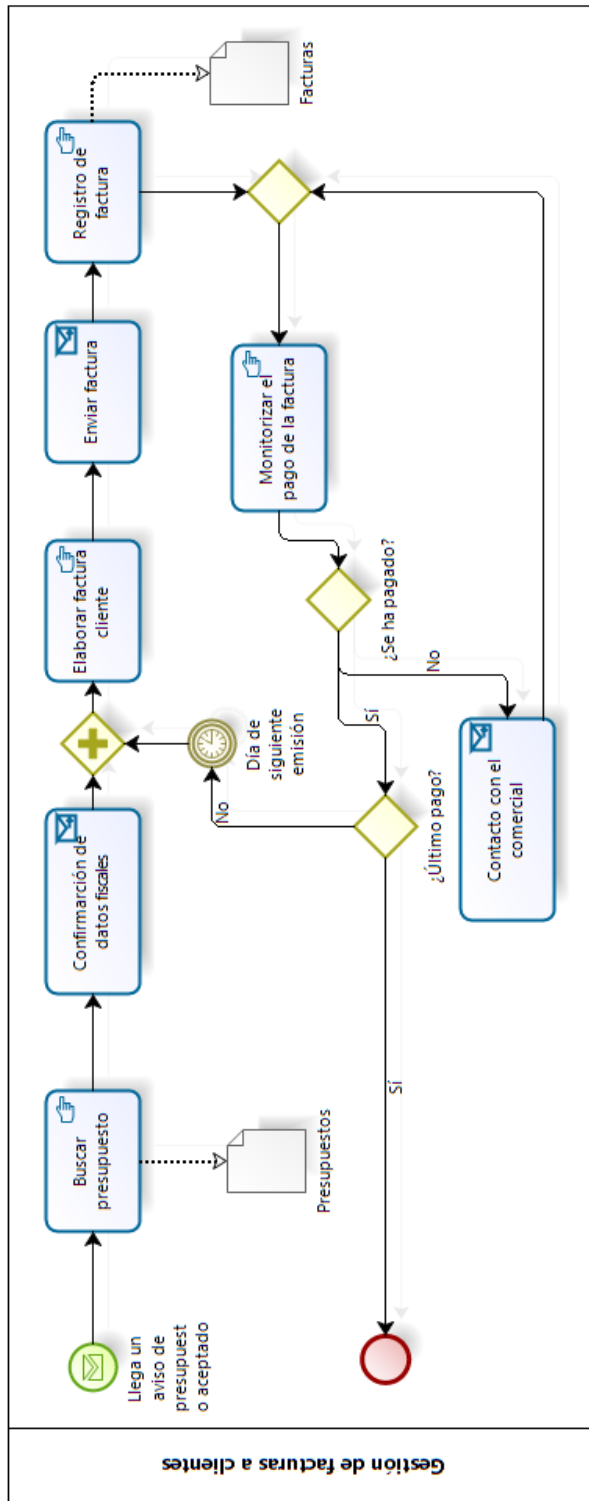 Gestión de facturas a clientes
Llega un
aviso de
presupuest
o aceptado
Buscar
presupuesto
Presupuestos
Confirmarción de
datos fiscales
Elaborar factura
cliente
Enviar factura
Registro de
factura
Facturas
Monitorizar el
pago de la factura
¿Se ha pagado?
No
Sí
Contacto con el
comercial
¿Último pago?
No
Día de
siguiente
emisión
Sí